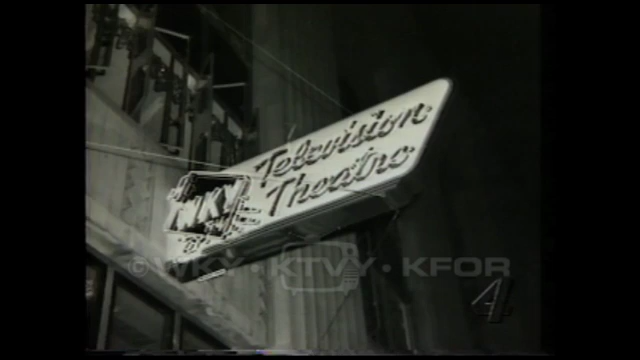 WKY
Television
Theatre
© WKY • KTVY • KFOR
4